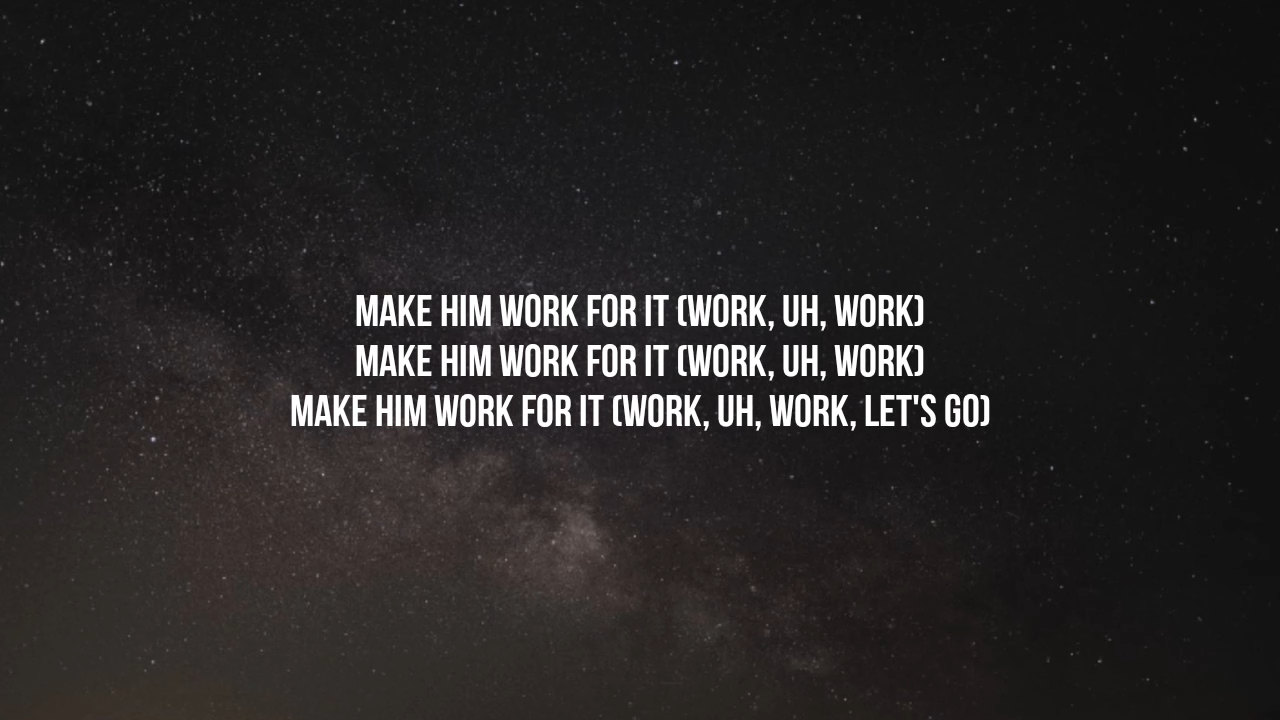 MAKE HIM WORK FOR IT (WORK, UH, WORK)
MAKE HIM WORK FOR IT (WORK, UH, WORK)
MAKE HIM WORK FOR IT (WORK, UH, WORK, LET'S GO)